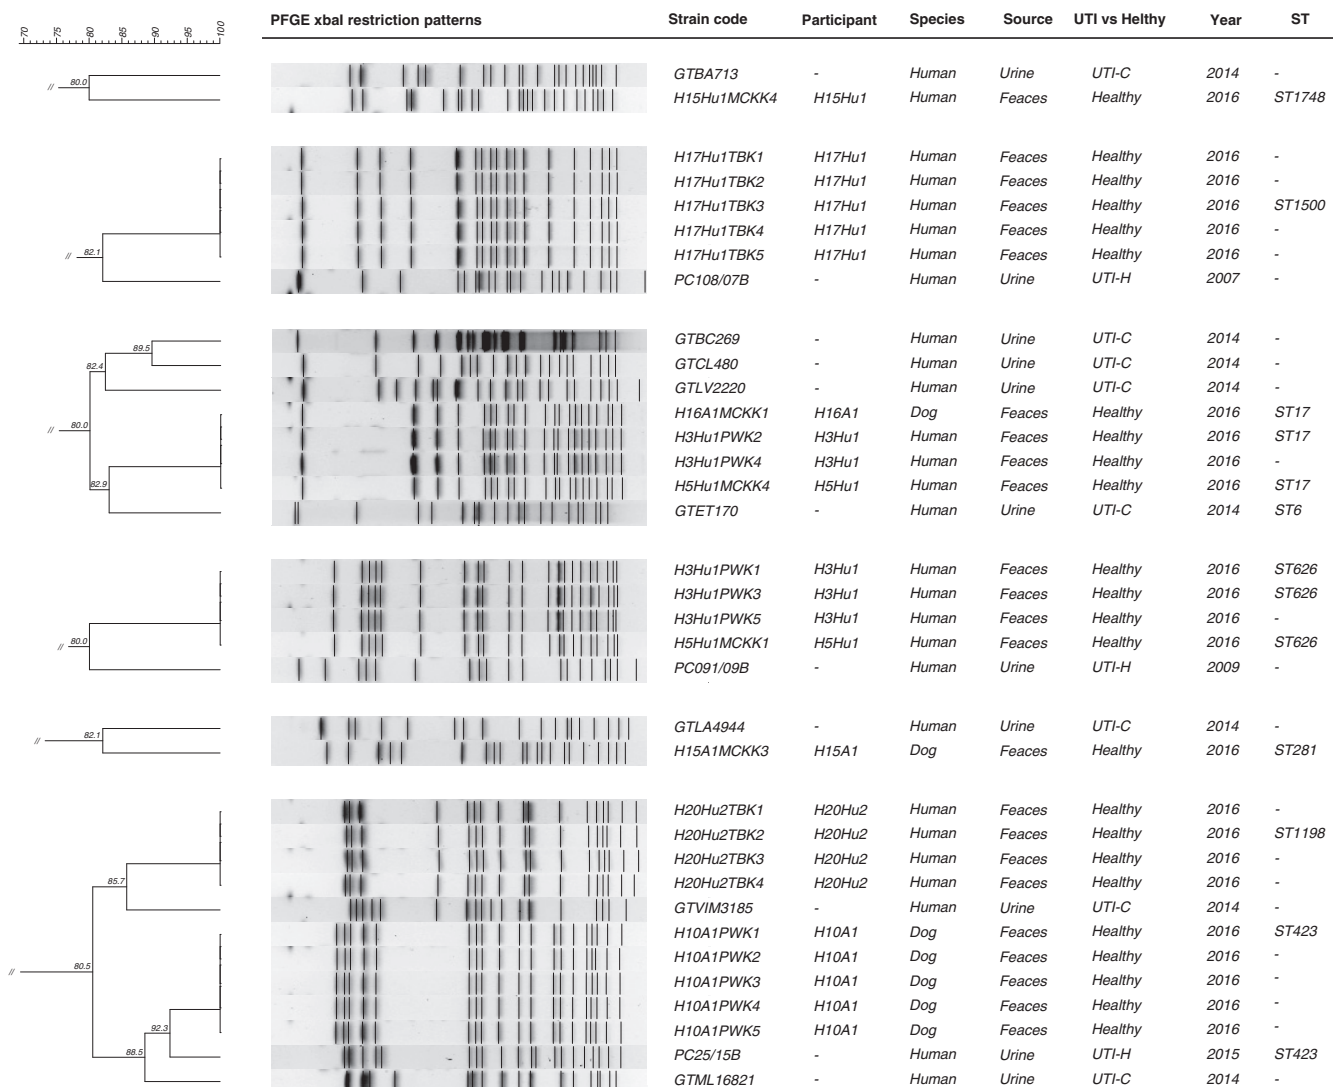 70 75 80 85 90 95 100
PFGE xbaI restriction patterns Strain code Participant Species Source UTI vs Helthy Year ST
// 80.0
GTBA713 - Human Urine UTI-C 2014 -
H15Hu1MCKK4 H15Hu1 Human Feaces Healthy 2016 ST1748
H17Hu1TBK1 H17Hu1 Human Feaces Healthy 2016 -
H17Hu1TBK2 H17Hu1 Human Feaces Healthy 2016 -
H17Hu1TBK3 H17Hu1 Human Feaces Healthy 2016 ST1500
H17Hu1TBK4 H17Hu1 Human Feaces Healthy 2016 -
// 82.1
H17Hu1TBK5 H17Hu1 Human Feaces Healthy 2016 -
PC108/07B - Human Urine UTI-H 2007 -
GTBC269 - Human Urine UTI-C 2014 -
89.5
GTCL480 - Human Urine UTI-C 2014 -
82.4
GTLV2220 - Human Urine UTI-C 2014 -
H16A1MCKK1 H16A1 Dog Feaces Healthy 2016 ST17
// 80.0
H3Hu1PWK2 H3Hu1 Human Feaces Healthy 2016 ST17
H3Hu1PWK4 H3Hu1 Human Feaces Healthy 2016 -
82.9
H5Hu1MCKK4 H5Hu1 Human Feaces Healthy 2016 ST17
GTET170 - Human Urine UTI-C 2014 ST6
H3Hu1PWK1 H3Hu1 Human Feaces Healthy 2016 ST626
H3Hu1PWK3 H3Hu1 Human Feaces Healthy 2016 ST626
H3Hu1PWK5 H3Hu1 Human Feaces Healthy 2016 -
// 80.0
H5Hu1MCKK1 H5Hu1 Human Feaces Healthy 2016 ST626
PC091/09B - Human Urine UTI-H 2009 -
GTLA4944 - Human Urine UTI-C 2014 -
// 82.1
H15A1MCKK3 H15A1 Dog Feaces Healthy 2016 ST281
H20Hu2TBK1 H20Hu2 Human Feaces Healthy 2016 -
H20Hu2TBK2 H20Hu2 Human Feaces Healthy 2016 ST1198
H20Hu2TBK3 H20Hu2 Human Feaces Healthy 2016 -
85.7
H20Hu2TBK4 H20Hu2 Human Feaces Healthy 2016 -
GTVIM3185 - Human Urine UTI-C 2014 -
H10A1PWK1 H10A1 Dog Feaces Healthy 2016 ST423
H10A1PWK2 H10A1 Dog Feaces Healthy 2016 -
// 80.5
H10A1PWK3 H10A1 Dog Feaces Healthy 2016 -
H10A1PWK4 H10A1 Dog Feaces Healthy 2016 -
92.3
H10A1PWK5 H10A1 Dog Feaces Healthy 2016 -
88.5
PC25/15B - Human Urine UTI-H 2015 ST423
GTML16821 - Human Urine UTI-C 2014 -